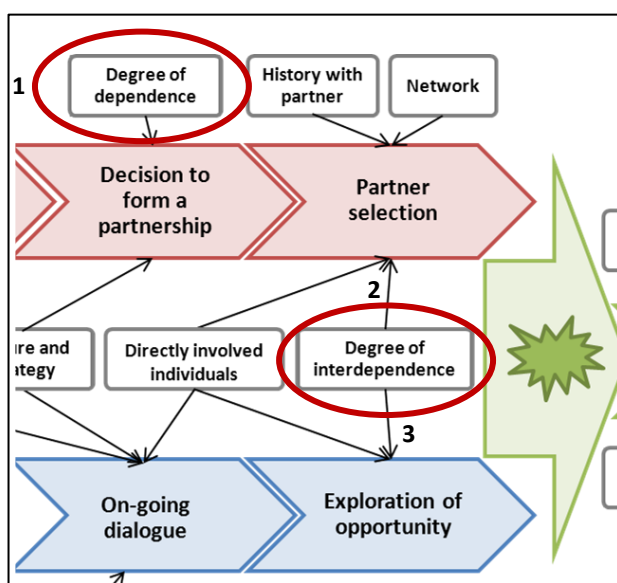 1
Degree of
dependence
History with
partner
Network
Decision to
form a
partnership
Partner
selection
2
ure and
ategy
Directly involved
individuals
Degree of
interdependence
3
On-going
dialogue
Exploration of
opportunity